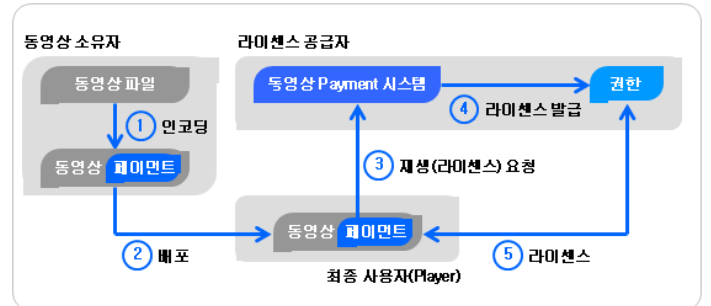 동영상 소유자
라이센스 공급자
동영상 파일
동영상 Payment 시스템
권한
1 인코딩
4 라이센스 발급
동영상 페이먼트
3 재생(라이센스) 요청
동영상 페이먼트
2 배포
5 라이센스
최종 사용자(Player)